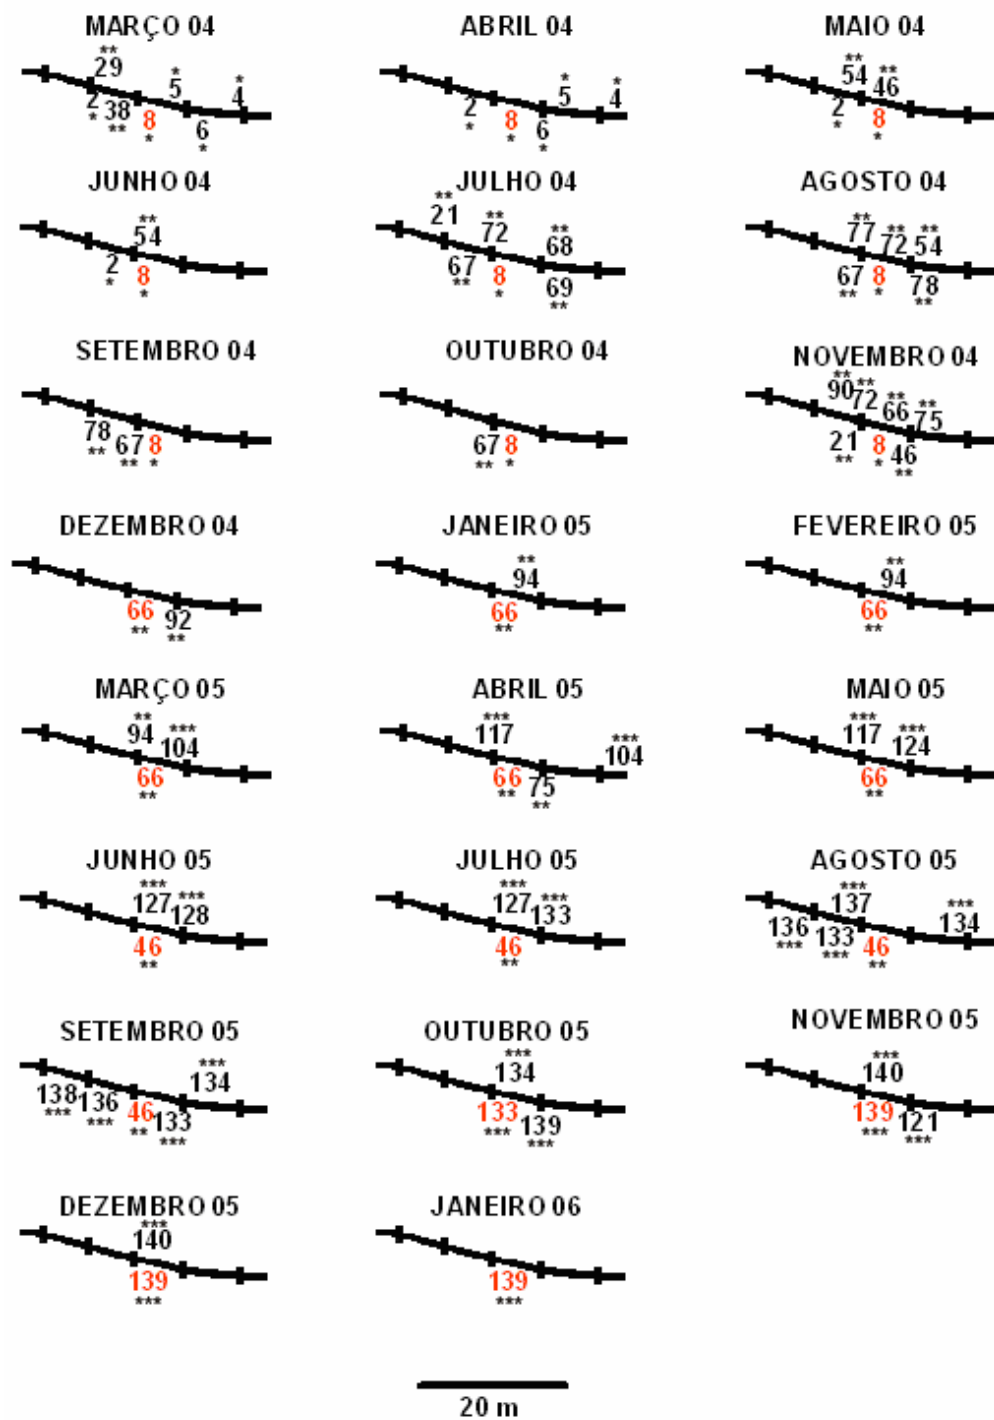 MARÇO 04 ABRIL 04 MAIO 04
** * * * * ** **
29 5 4 5 4 54 46
2 38 8 6 2 8 6 2 8
* ** * * * * * * *
JUNHO 04 JULHO 04 AGOSTO 04
** ** ** ** ** ** **
54 21 72 68 77 72 54
2 8 67 8 69 67 8 78
* * ** * ** ** * **
SETEMBRO 04 OUTUBRO 04 NOVEMBRO 04
** ** ** **
90 72 66 75
78 67 8 67 8 21 8 46
** ** * ** * ** * **
DEZEMBRO 04 JANEIRO 05 FEVEREIRO 05
** **
94 94
66 92 66 66
** ** ** **
MARÇO 05 ABRIL 05 MAIO 05
** *** *** *** *** ***
94 104 117 104 117 124
66 66 75 66
** ** ** **
JUNHO 05 JULHO 05 AGOSTO 05
*** *** *** *** *** ***
127 128 127 133 137 134
46 46 136 133 46
** ** *** *** **
SETEMBRO 05 OUTUBRO 05 NOVEMBRO 05
*** *** ***
134 134 140
138 136 46 133 133 139 139 121
*** *** ** *** *** *** *** ***
DEZEMBRO 05 JANEIRO 06
***
140
139 139
*** ***
20 m